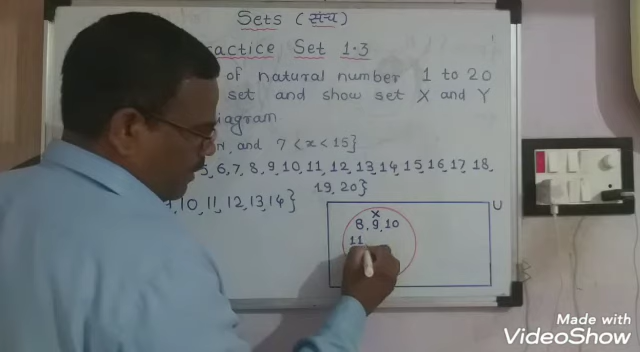 Sets (संच)
ractice Set 1.3
of natural number 1 to 20
set and show set X and Y
iagram
N, and 7 < x < 15}
5, 6, 7, 8, 9, 10, 11, 12, 13, 14, 15, 16, 17, 18,
19, 20}
, 10, 11, 12, 13, 14}
U
X
8, 9, 10
11
Made with
VideoShow